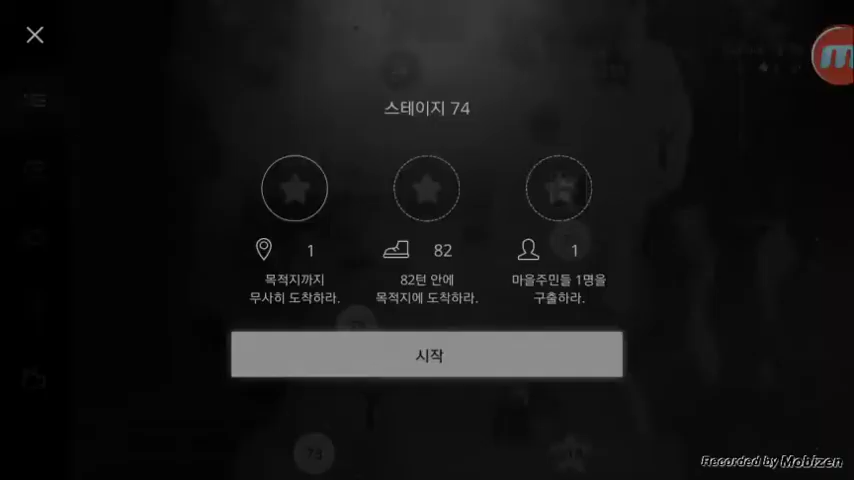 스테이지 74
1
82
1
목적지까지
무사히 도착하라.
82턴 안에
목적지에 도착하라.
마을주민들 1명을
구출하라.
시작
73
Recorded by Mobizen